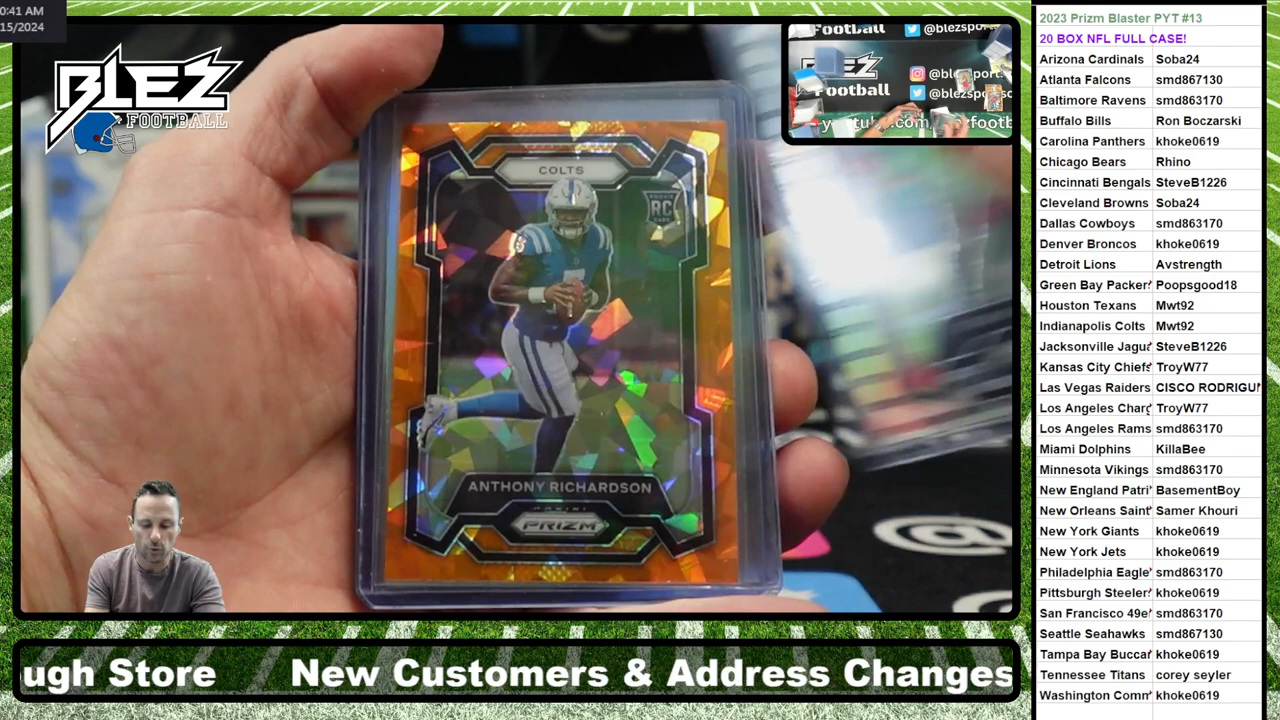 0:41 AM
15/2024
BLEZ
FOOTBALL
Football
@blezspor
@blezsport
Football
@blezsportsc
COLTS
ROOKIE
RC
CARD
5
ANTHONY RICHARDSON
PANINI
PRIZM
@
ugh Store New Customers & Address Changes
2023 Prizm Blaster PYT #13
20 BOX NFL FULL CASE!
Arizona Cardinals Soba24
Atlanta Falcons smd867130
Baltimore Ravens smd863170
Buffalo Bills Ron Boczarski
Carolina Panthers khoke0619
Chicago Bears Rhino
Cincinnati Bengals SteveB1226
Cleveland Browns Soba24
Dallas Cowboys smd863170
Denver Broncos khoke0619
Detroit Lions Avstrength
Green Bay Packer Poopsgood18
Houston Texans Mwt92
Indianapolis Colts Mwt92
Jacksonville Jagua SteveB1226
Kansas City Chiefs TroyW77
Las Vegas Raiders CISCO RODRIGU
Los Angeles Charg TroyW77
Los Angeles Rams smd863170
Miami Dolphins KillaBee
Minnesota Vikings smd863170
New England Patri BasementBoy
New Orleans Saint Samer Khouri
New York Giants khoke0619
New York Jets khoke0619
Philadelphia Eagle smd863170
Pittsburgh Steeler khoke0619
San Francisco 49e smd863170
Seattle Seahawks smd867130
Tampa Bay Buccar khoke0619
Tennessee Titans corey seyler
Washington Comm khoke0619